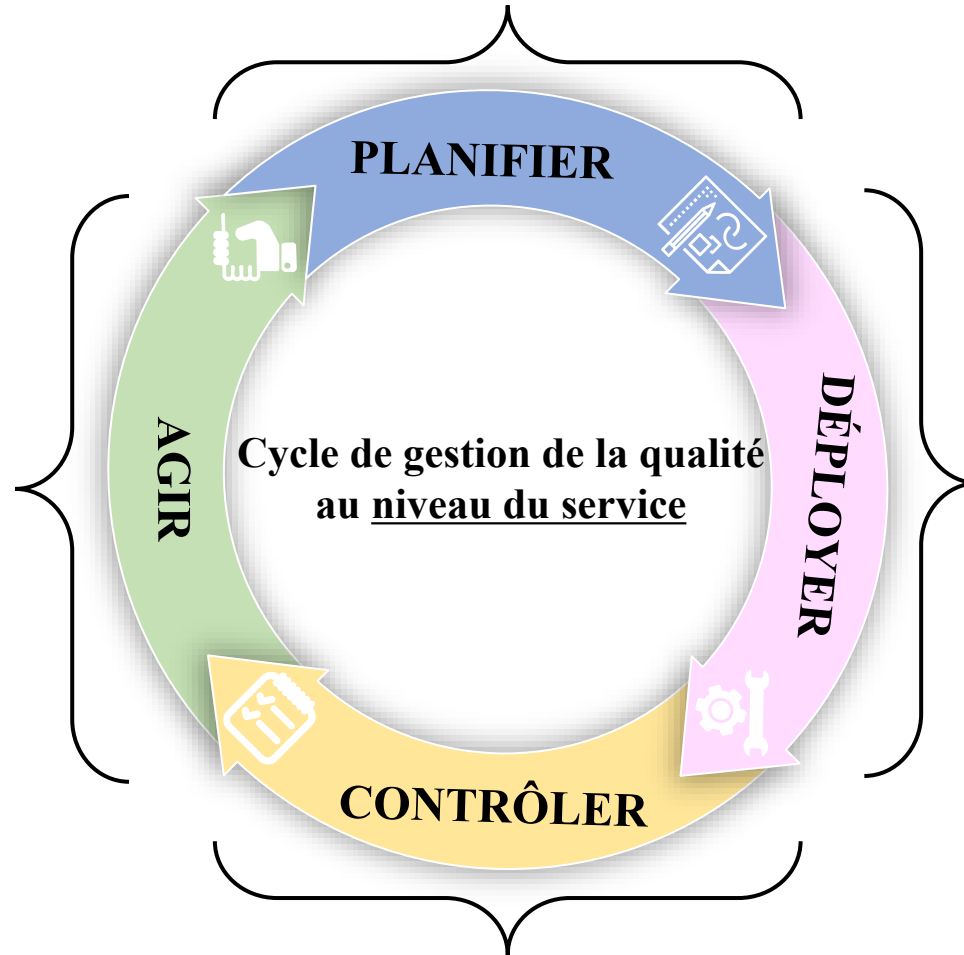 PLANIFIER
DÉPLOYER
AGIR
Cycle de gestion de la qualité
au niveau du service
CONTRÔLER